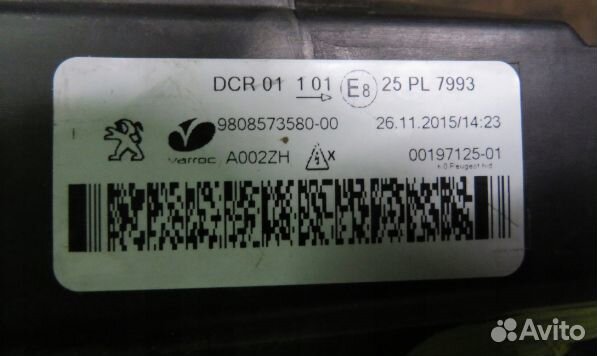 DCR 01 1 01 E8 25 PL 7993
9808573580-00 26.11.2015/14:23
varroc A002ZH X 00197125-01
Avito